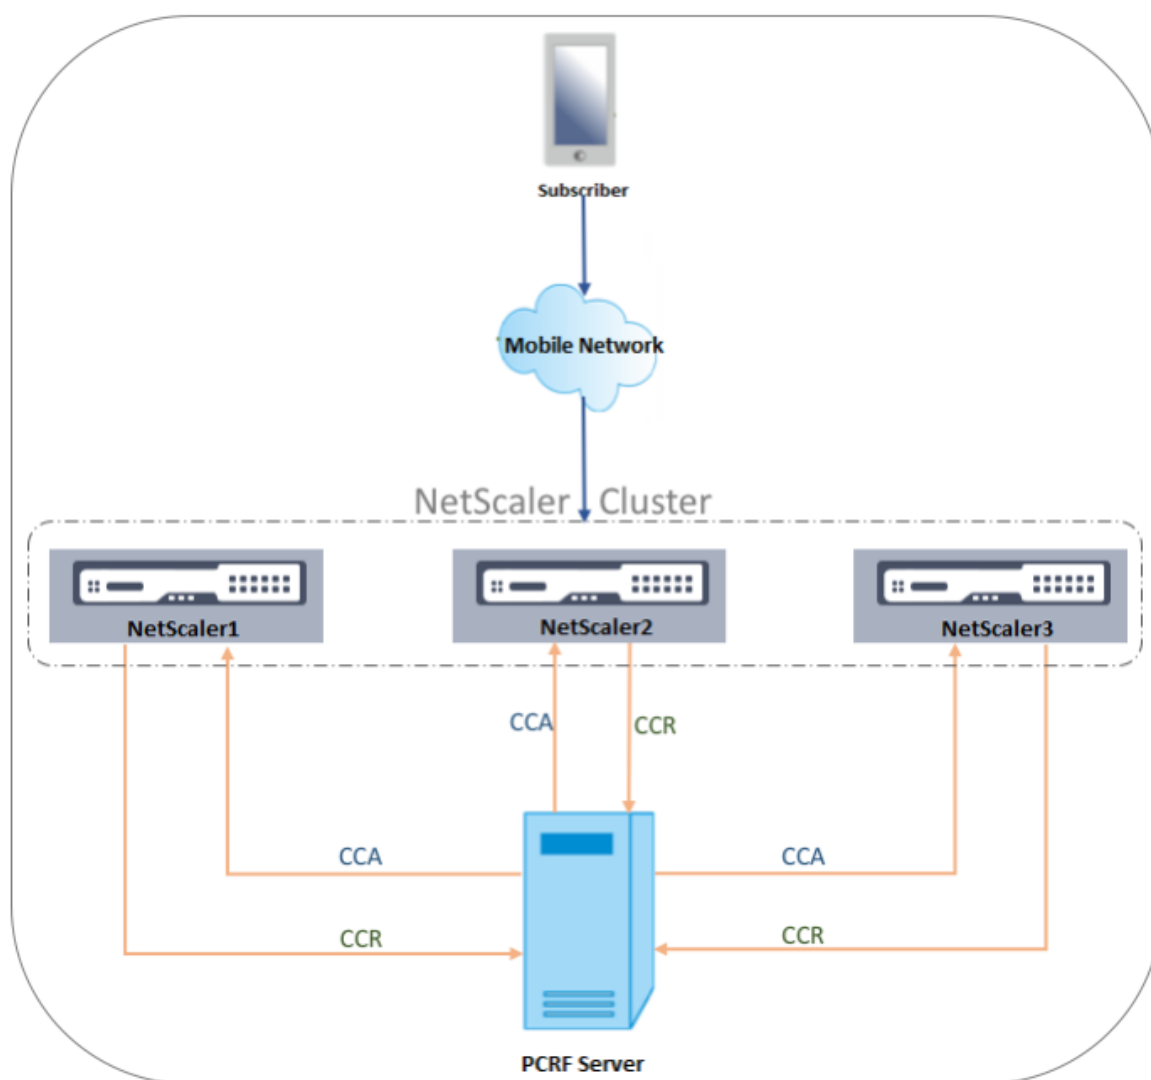 Subscriber
Mobile Network
NetScaler Cluster
NetScaler1
NetScaler2
NetScaler3
CCA
CCR
CCA
CCA
CCR
CCR
PCRF Server